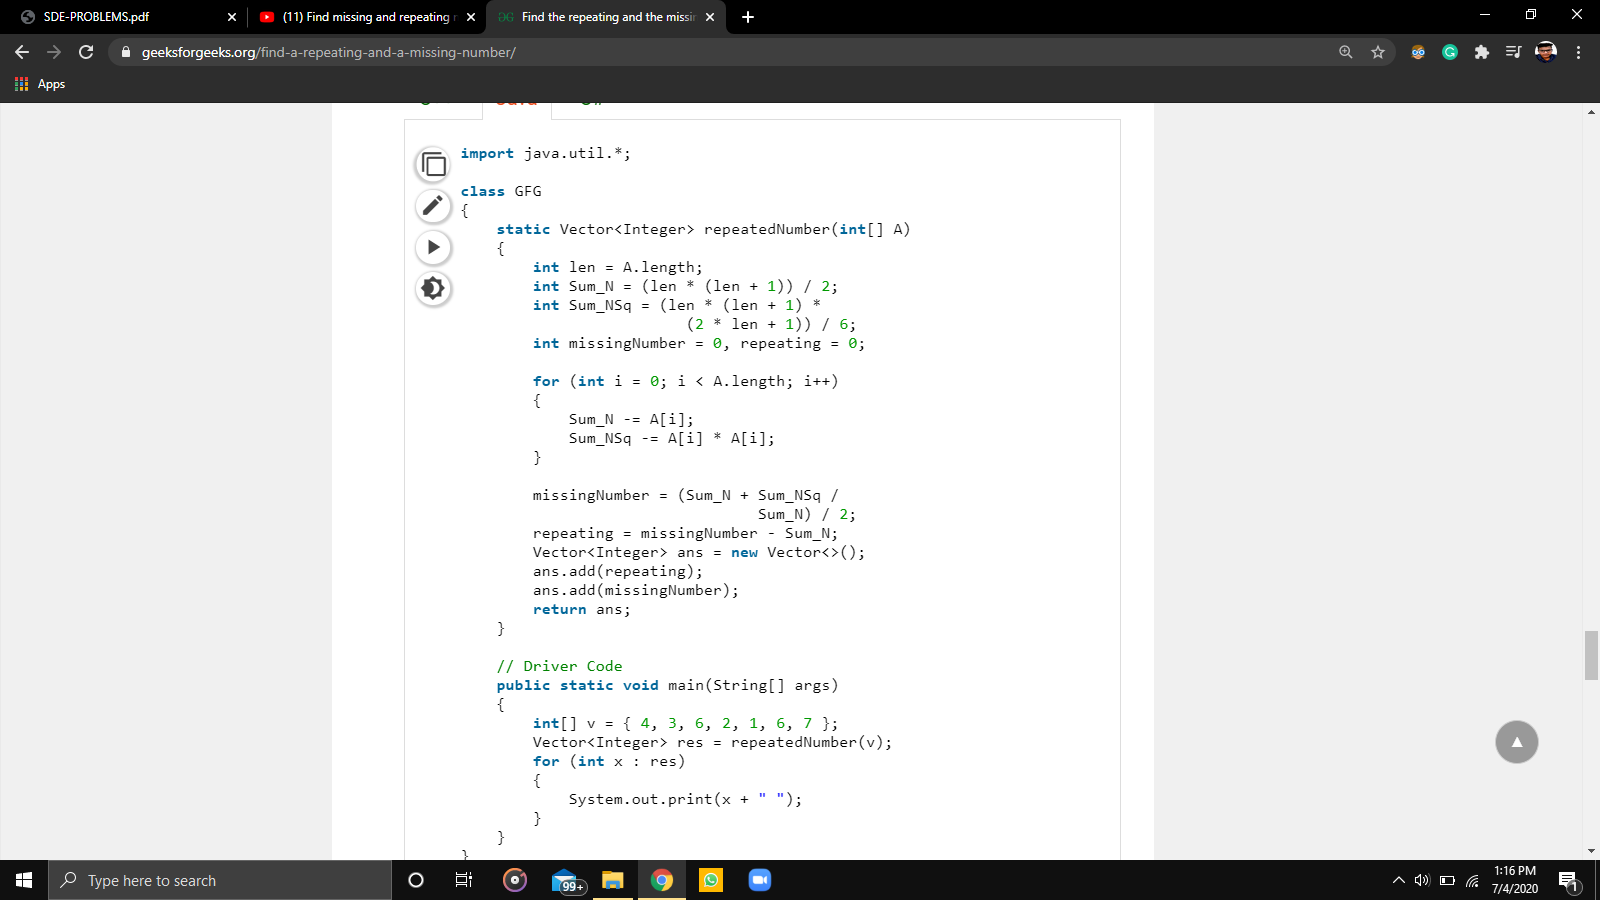 SDE-PROBLEMS.pdf
(11) Find missing and repeating
Find the repeating and the missin
geeksforgeeks.org/find-a-repeating-and-a-missing-number/
Apps
import java.util.*;
class GFG
{
static Vector<Integer> repeatedNumber(int[] A)
{
int len = A.length;
int Sum_N = (len * (len + 1)) / 2;
int Sum_NSq = (len * (len + 1) *
(2 * len + 1)) / 6;
int missingNumber = 0, repeating = 0;
for (int i = 0; i < A.length; i++)
{
Sum_N -= A[i];
Sum_NSq -= A[i] * A[i];
}
missingNumber = (Sum_N + Sum_NSq /
Sum_N) / 2;
repeating = missingNumber - Sum_N;
Vector<Integer> ans = new Vector<>();
ans.add(repeating);
ans.add(missingNumber);
return ans;
}
// Driver Code
public static void main(String[] args)
{
int[] v = { 4, 3, 6, 2, 1, 6, 7 };
Vector<Integer> res = repeatedNumber(v);
for (int x : res)
{
System.out.print(x + " ");
}
}
}
Type here to search
99+
1:16 PM
7/4/2020
1